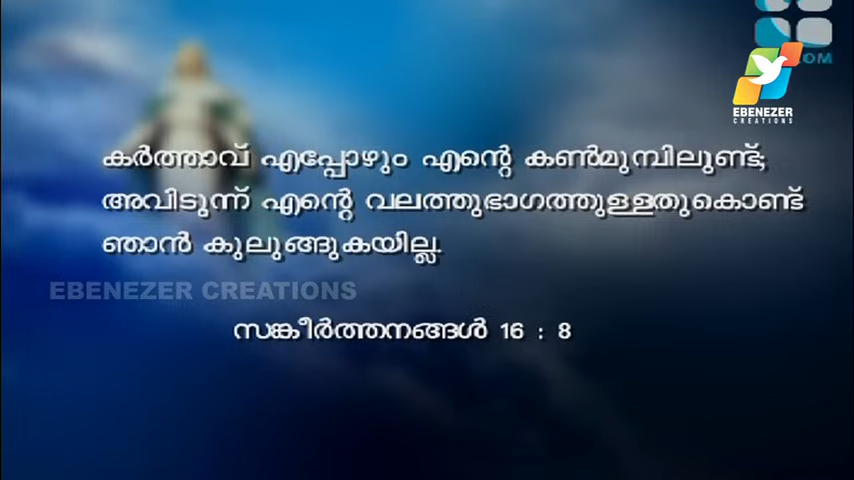 .OM
EBENEZER
CREATIONS
കർത്താവ് എപ്പോഴും എന്റെ കൺമുമ്പിലുണ്ട്;
അവിടുന്ന് എന്റെ വലത്തുഭാഗത്തുള്ളതുകൊണ്ട്
ഞാൻ കുലുങ്ങുകയില്ല.
EBENEZER CREATIONS
സങ്കീർത്തനങ്ങൾ 16 : 8